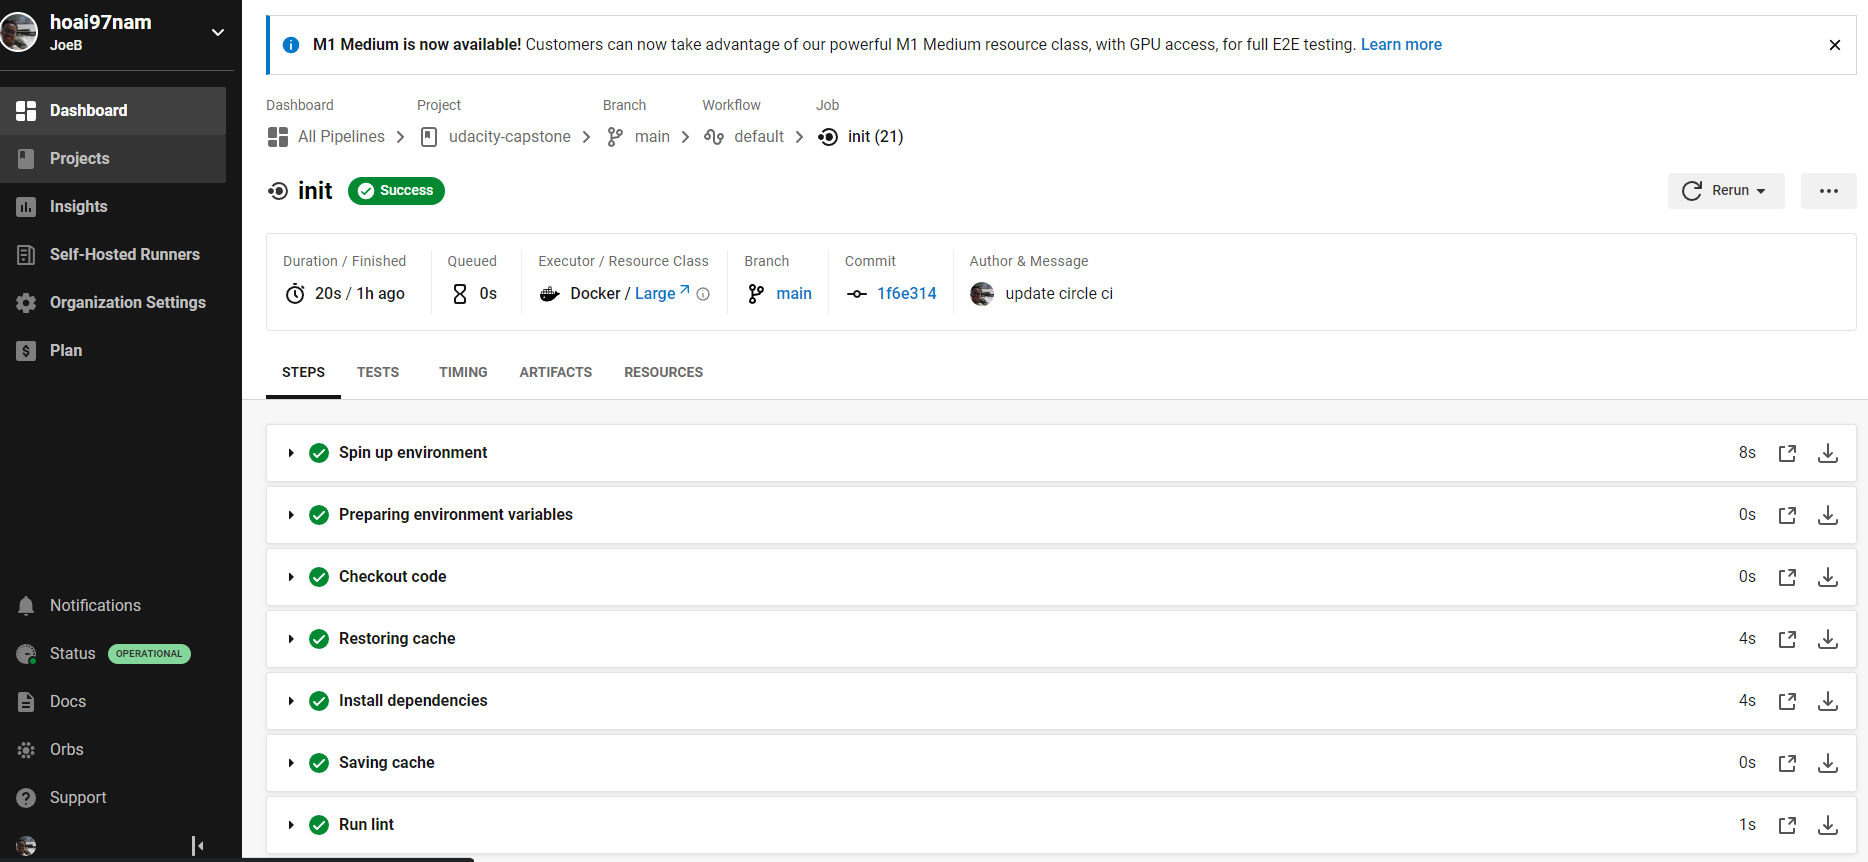 hoai97nam
JoeB
Dashboard
Projects
Insights
Self-Hosted Runners
Organization Settings
Plan
Notifications
Status OPERATIONAL
Docs
Orbs
Support
M1 Medium is now available! Customers can now take advantage of our powerful M1 Medium resource class, with GPU access, for full E2E testing. Learn more
Dashboard Project Branch Workflow Job
All Pipelines udacity-capstone main default init (21)
init Success
Rerun
Duration / Finished Queued Executor / Resource Class Branch Commit Author & Message
20s / 1h ago 0s Docker / Large main 1f6e314 update circle ci
STEPS TESTS TIMING ARTIFACTS RESOURCES
Spin up environment 8s
Preparing environment variables 0s
Checkout code 0s
Restoring cache 4s
Install dependencies 4s
Saving cache 0s
Run lint 1s